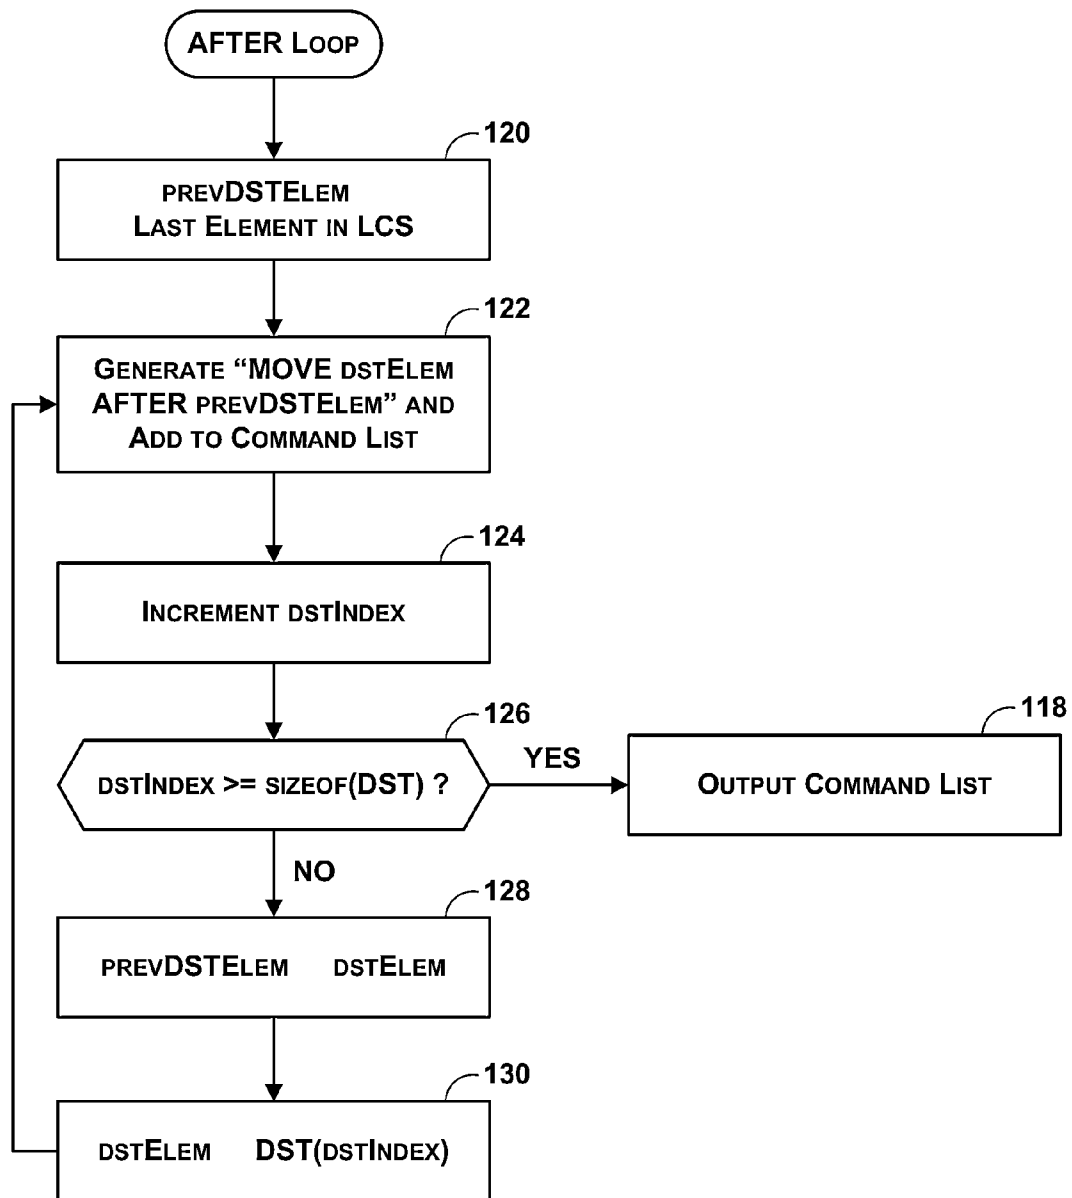 AFTER LOOP
120
PREVDSTELEM
LAST ELEMENT IN LCS
122
GENERATE “MOVE DSTELEM
AFTER PREVDSTELEM” AND
ADD TO COMMAND LIST
124
INCREMENT DSTINDEX
126
DSTINDEX >= SIZEOF(DST) ?
YES
118
OUTPUT COMMAND LIST
NO
128
PREVDSTELEM DSTELEM
130
DSTELEM DST(DSTINDEX)